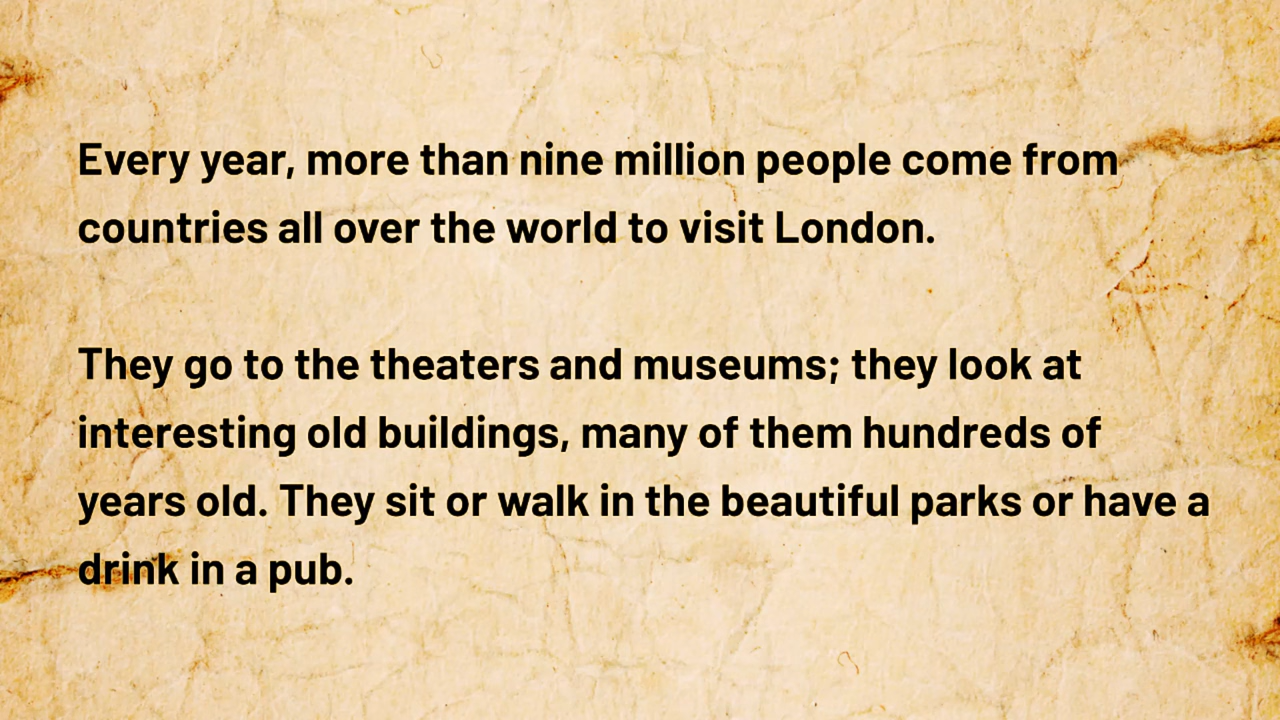 Every year, more than nine million people come from
countries all over the world to visit London.
They go to the theaters and museums; they look at
interesting old buildings, many of them hundreds of
years old. They sit or walk in the beautiful parks or have a
drink in a pub.